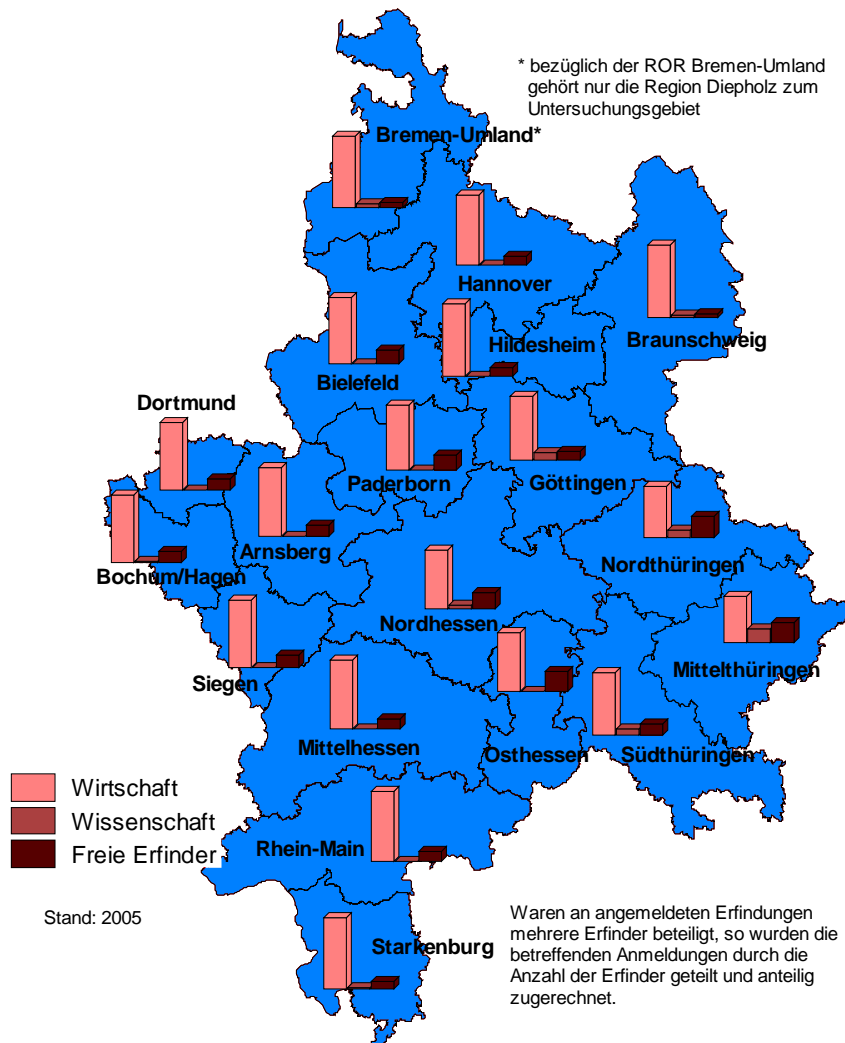 * bezüglich der ROR Bremen-Umland
gehört nur die Region Diepholz zum
Untersuchungsgebiet
Bremen-Umland*
Hannover
Braunschweig
Hildesheim
Bielefeld
Dortmund
Paderborn
Göttingen
Arnsberg
Nordthüringen
Bochum/Hagen
Nordhessen
Mittelthüringen
Siegen
Mittelhessen
Osthessen
Südthüringen
Wirtschaft
Wissenschaft
Freie Erfinder
Rhein-Main
Stand: 2005
Starkenburg
Waren an angemeldeten Erfindungen
mehrere Erfinder beteiligt, so wurden die
betreffenden Anmeldungen durch die
Anzahl der Erfinder geteilt und anteilig
zugerechnet.